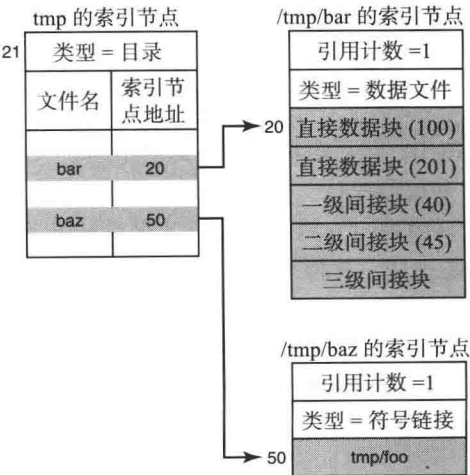 tmp 的索引节点
21
类型 = 目录
文件名
索引节
点地址
bar 20
baz 50
/tmp/bar 的索引节点
引用计数 =1
类型 = 数据文件
20
直接数据块 (100)
直接数据块 (201)
一级间接块 (40)
二级间接块 (45)
三级间接块
/tmp/baz 的索引节点
引用计数 =1
类型 = 符号链接
50
tmp/foo